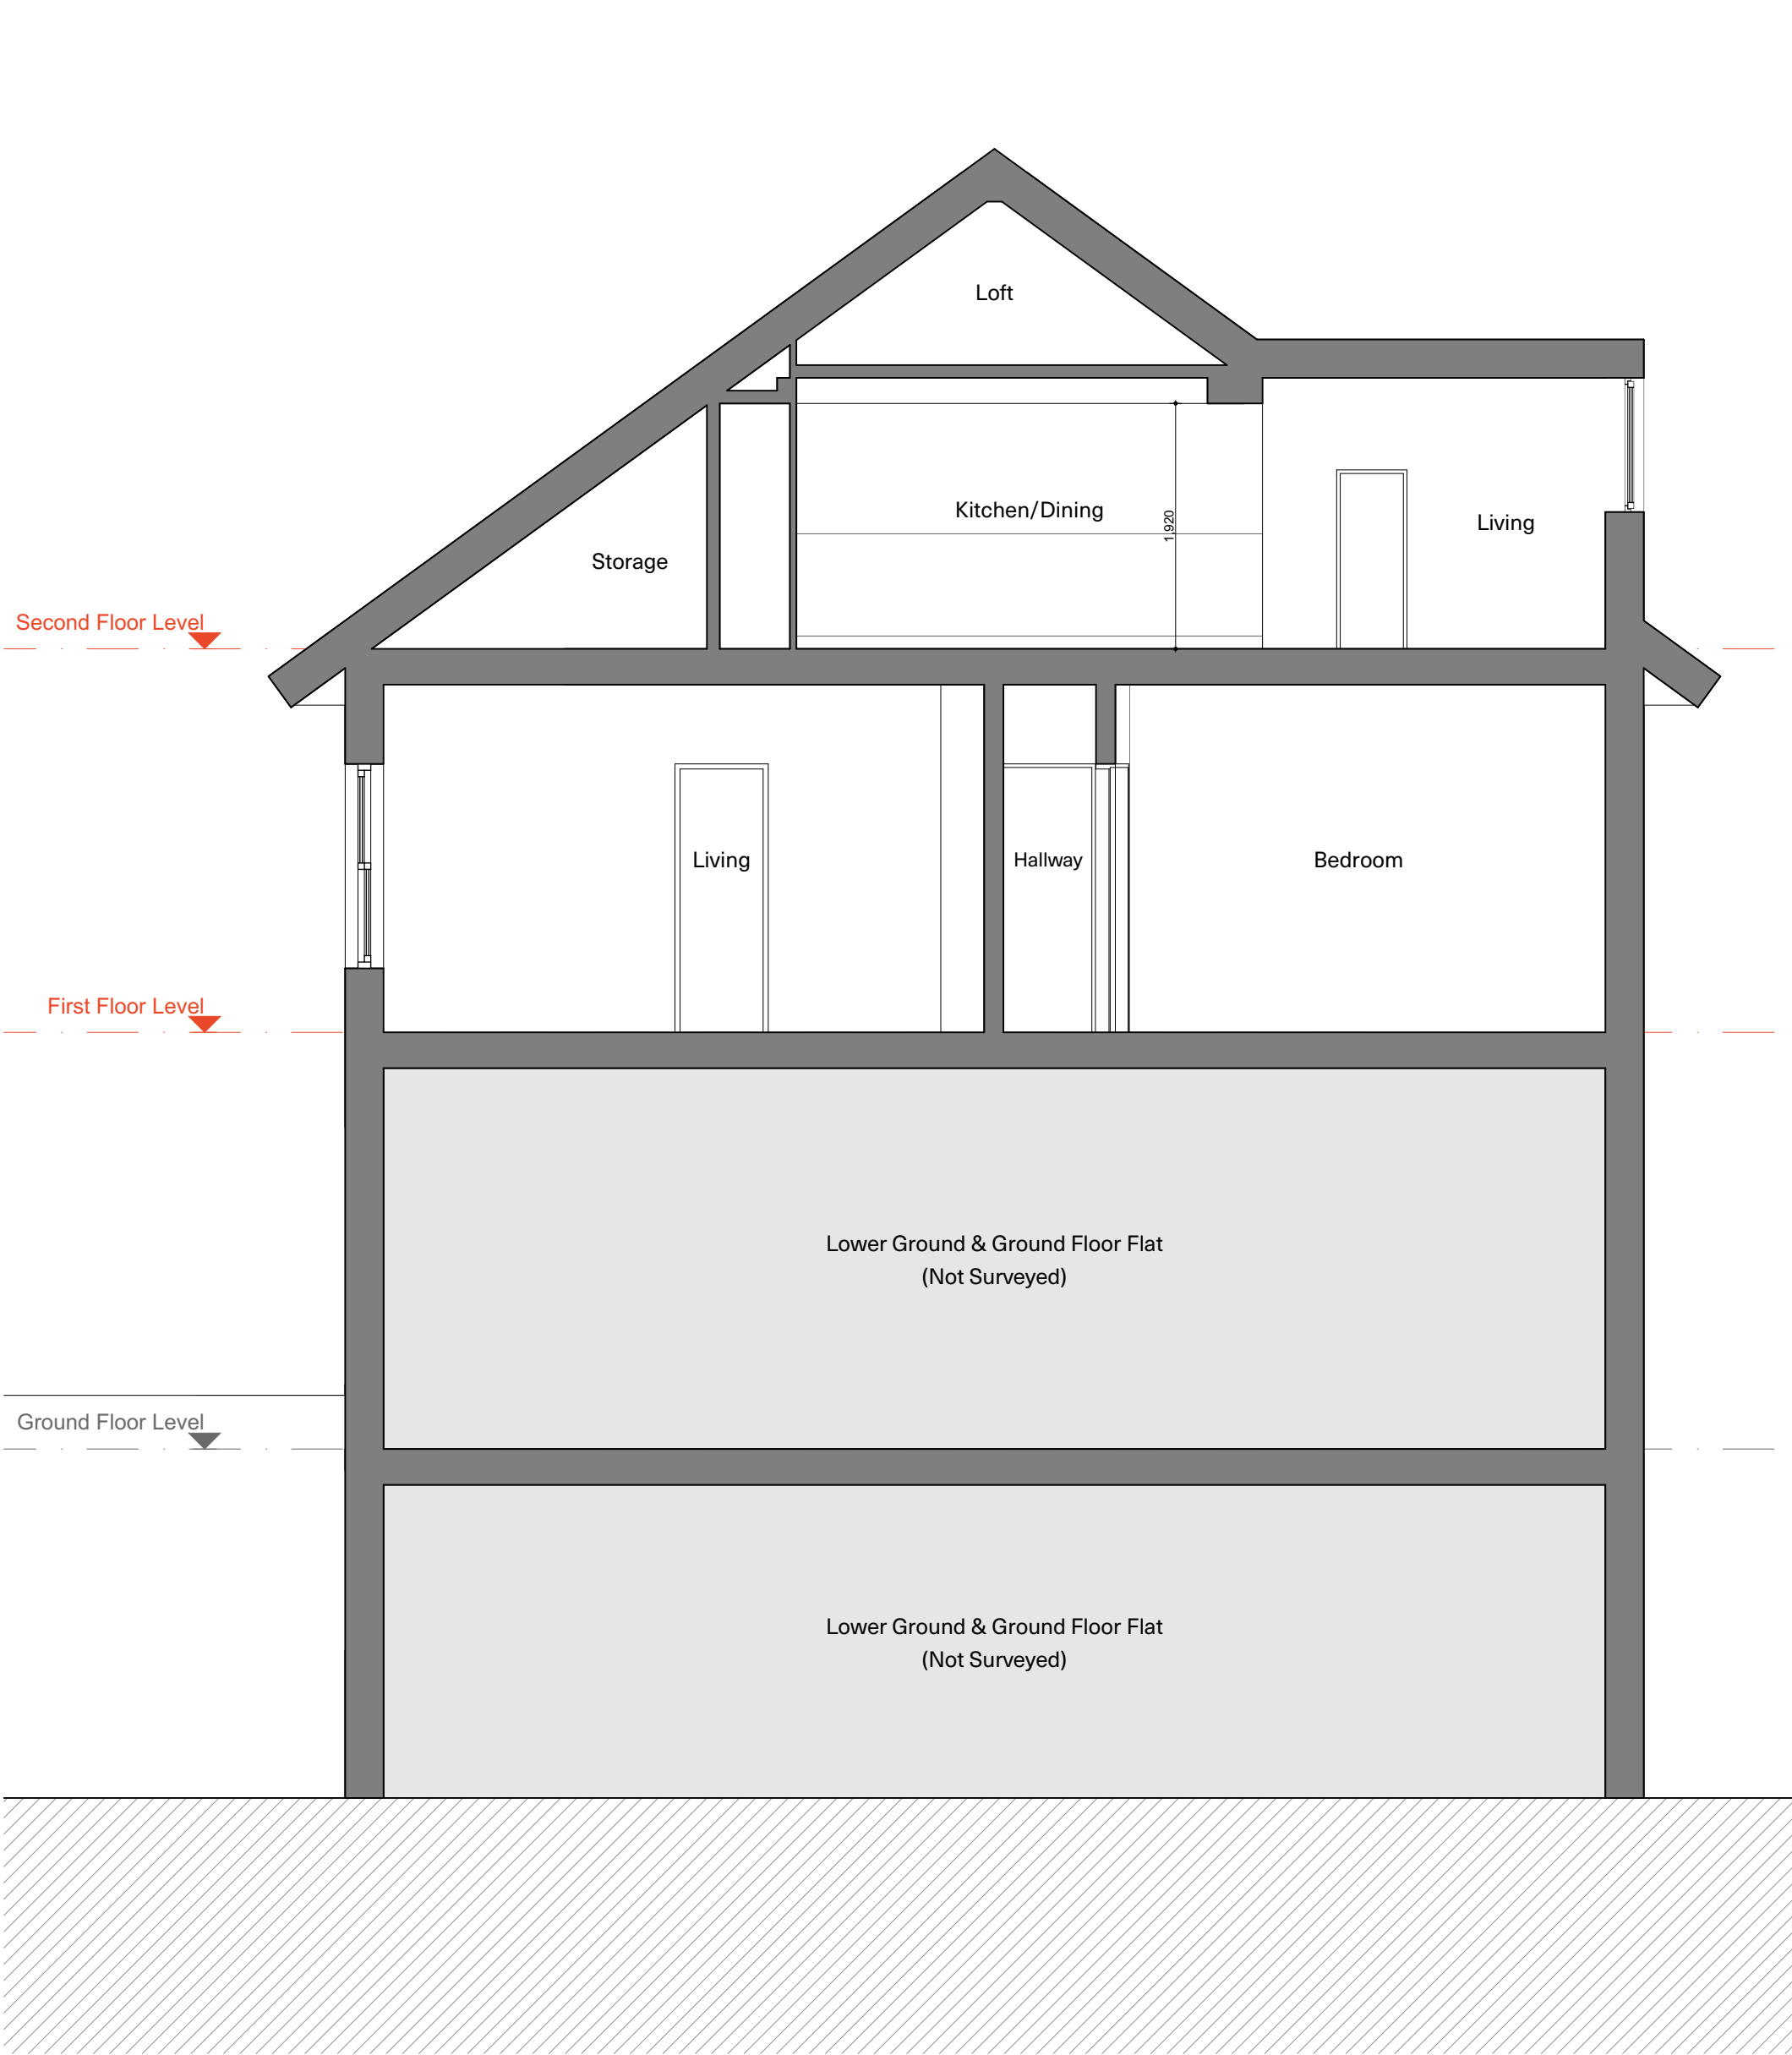 Loft
Kitchen/Dining
1,920
Living
Storage
Second Floor Level
Living
Hallway
Bedroom
First Floor Level
Lower Ground & Ground Floor Flat
(Not Surveyed)
Ground Floor Level
Lower Ground & Ground Floor Flat
(Not Surveyed)